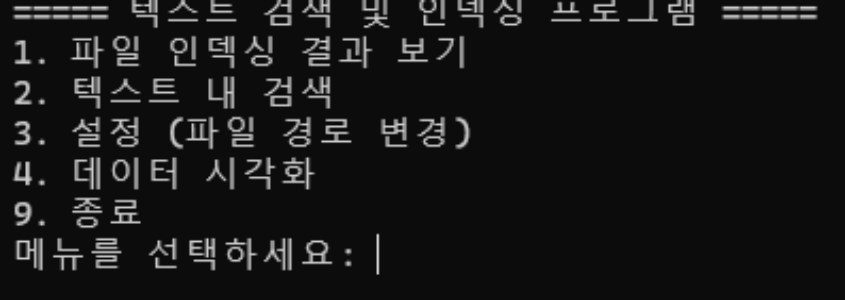 ===== 텍스트 검색 및 인덱싱 프로그램 =====
1. 파일 인덱싱 결과 보기
2. 텍스트 내 검색
3. 설정 (파일 경로 변경)
4. 데이터 시각화
9. 종료
메뉴를 선택하세요: